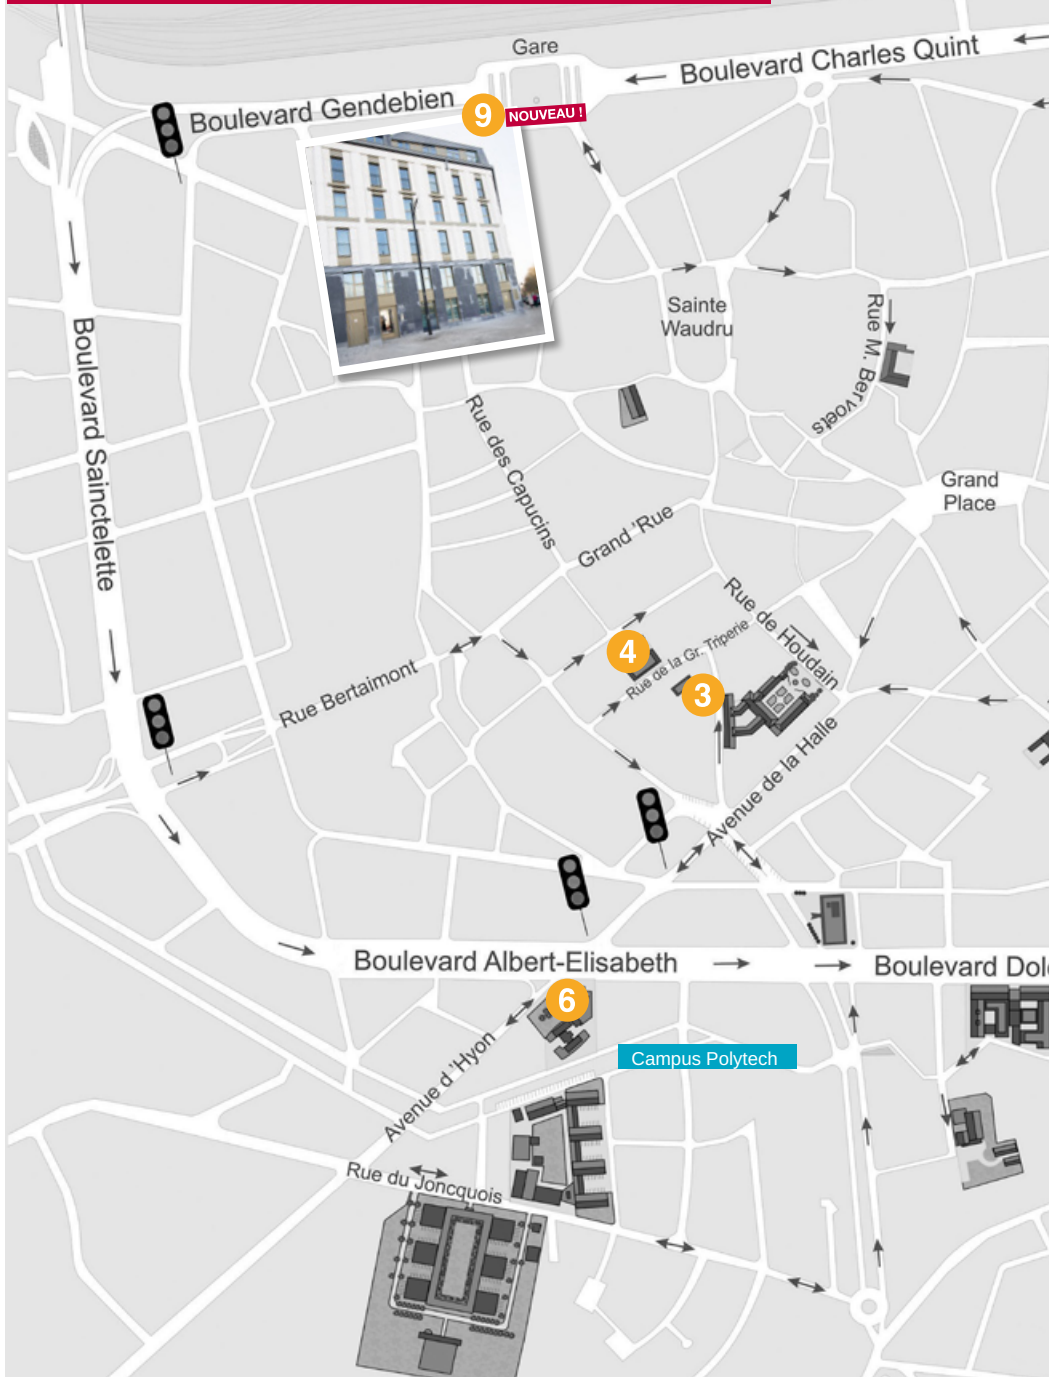 Gare
Boulevard Charles Quint
Boulevard Gendebien
9
NOUVEAU !
Sainte
Waudru
Rue M. Bervoets
Boulevard Sainctelette
Rue des Capucins
Grand
Place
Grand 'Rue
Rue de Houdain
4
Rue de la Gr. Triperie
3
Rue Bertaimont
Avenue de la Halle
Boulevard Albert-Elisabeth
Boulevard Dol
6
Avenue d 'Hyon
Campus Polytech
Rue du Joncquois